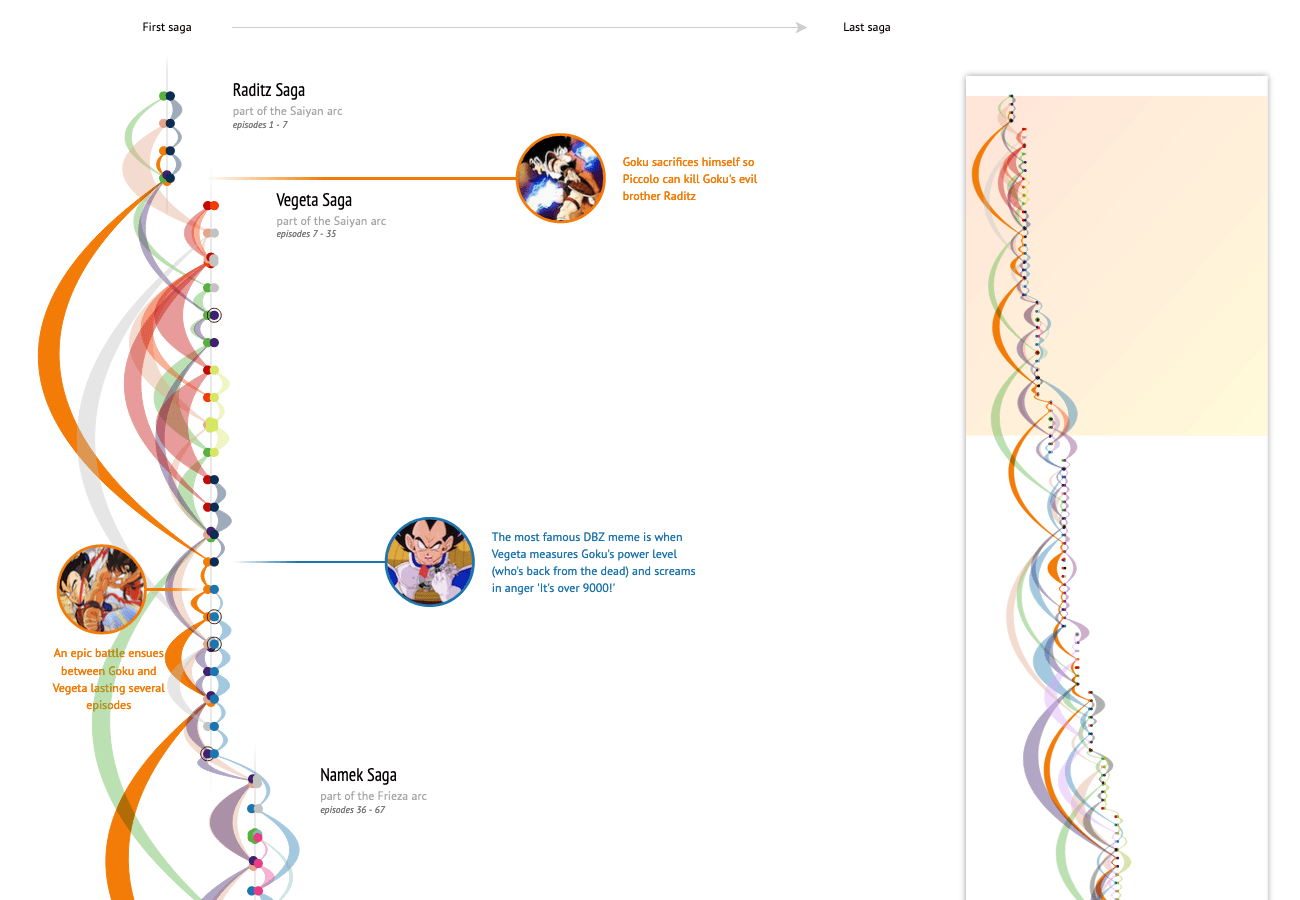 First saga
Last saga
Raditz Saga
part of the Saiyan arc
episodes 1 - 7
Goku sacrifices himself so
Piccolo can kill Goku's evil
brother Raditz
Vegeta Saga
part of the Saiyan arc
episodes 7 - 35
The most famous DBZ meme is when
Vegeta measures Goku's power level
(who's back from the dead) and screams
in anger 'It's over 9000!'
An epic battle ensues
between Goku and
Vegeta lasting several
episodes
Namek Saga
part of the Frieza arc
episodes 36 - 67